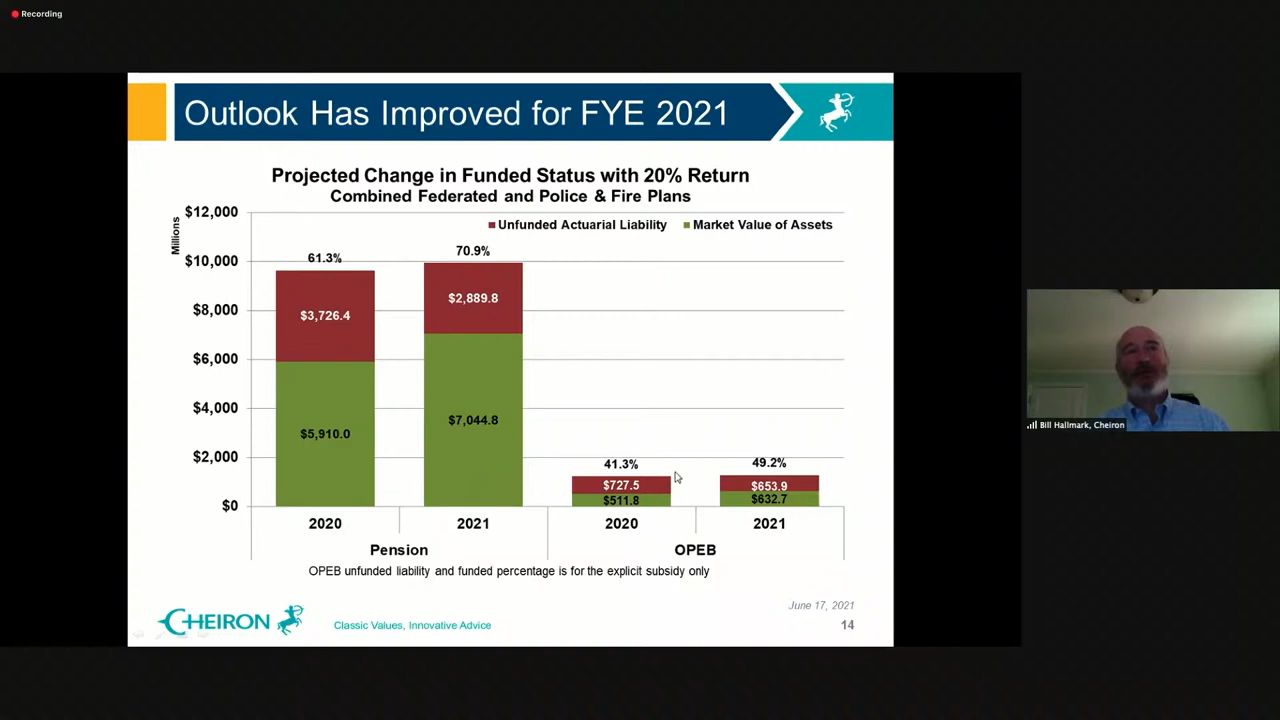 Recording
Outlook Has Improved for FYE 2021
Projected Change in Funded Status with 20% Return
Combined Federated and Police & Fire Plans
Millions
$12,000
$10,000
$8,000
$6,000
$4,000
$2,000
$0
Unfunded Actuarial Liability
Market Value of Assets
61.3%
70.9%
$3,726.4
$2,889.8
$5,910.0
$7,044.8
41.3%
49.2%
$727.5
$653.9
$511.8
$632.7
2020
2021
2020
2021
Pension
OPEB
OPEB unfunded liability and funded percentage is for the explicit subsidy only
June 17, 2021
CHEIRON
Classic Values, Innovative Advice
14
Bill Hallmark, Cheiron